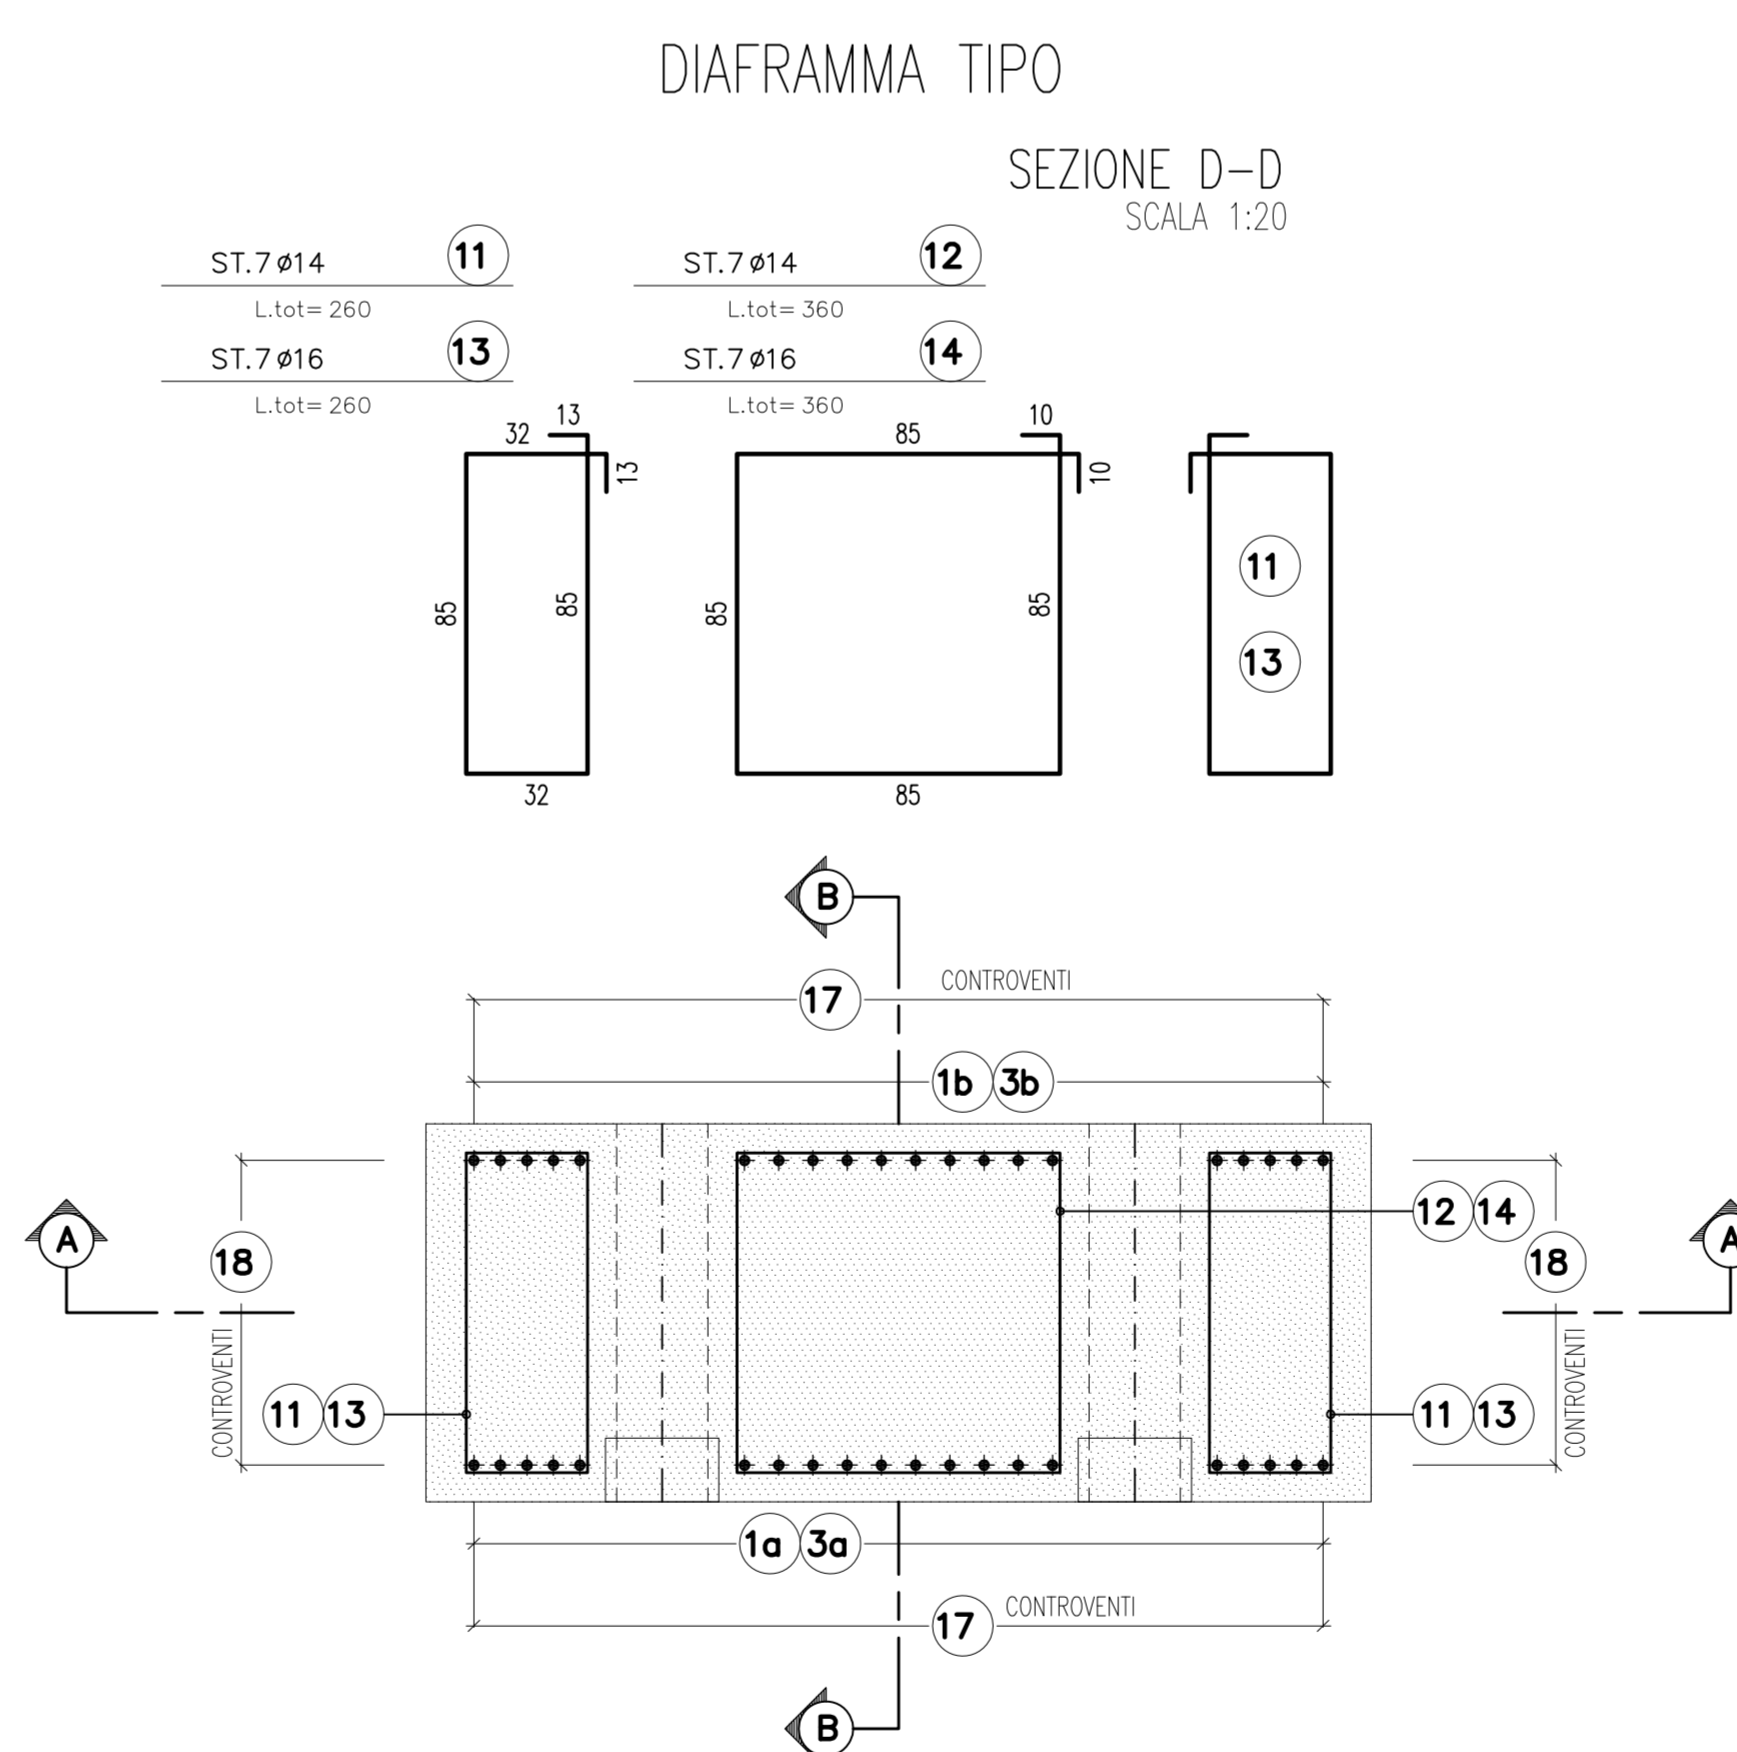 DIAFRAMMA TIPO
SEZIONE D-D
SCALA 1:20
ST.7ø14 11
L.tot= 260
ST.7ø16 13
L.tot= 260
ST.7ø14 12
L.tot= 360
ST.7ø16 14
L.tot= 360
32 13
13
85
85
32
85 10
10
85
85
85
11
13
B
17 CONTROVENTI
1b 3b
12 14
A
18
CONTROVENTI
11 13
A
18
CONTROVENTI
11 13
1a 3a
17 CONTROVENTI
B